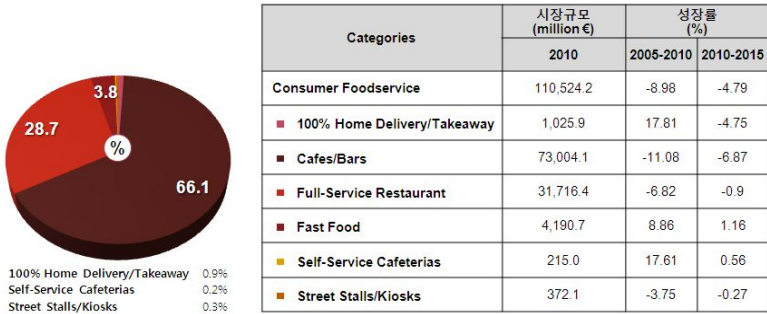 3.8
28.7
%
66.1
100% Home Delivery/Takeaway 0.9%
Self-Service Cafeterias 0.2%
Street Stalls/Kiosks 0.3%
Categories 시장규모 (million €) 성장률 (%)
2010 2005-2010 2010-2015
Consumer Foodservice 110,524.2 -8.98 -4.79
100% Home Delivery/Takeaway 1,025.9 17.81 -4.75
Cafes/Bars 73,004.1 -11.08 -6.87
Full-Service Restaurant 31,716.4 -6.82 -0.9
Fast Food 4,190.7 8.86 1.16
Self-Service Cafeterias 215.0 17.61 0.56
Street Stalls/Kiosks 372.1 -3.75 -0.27